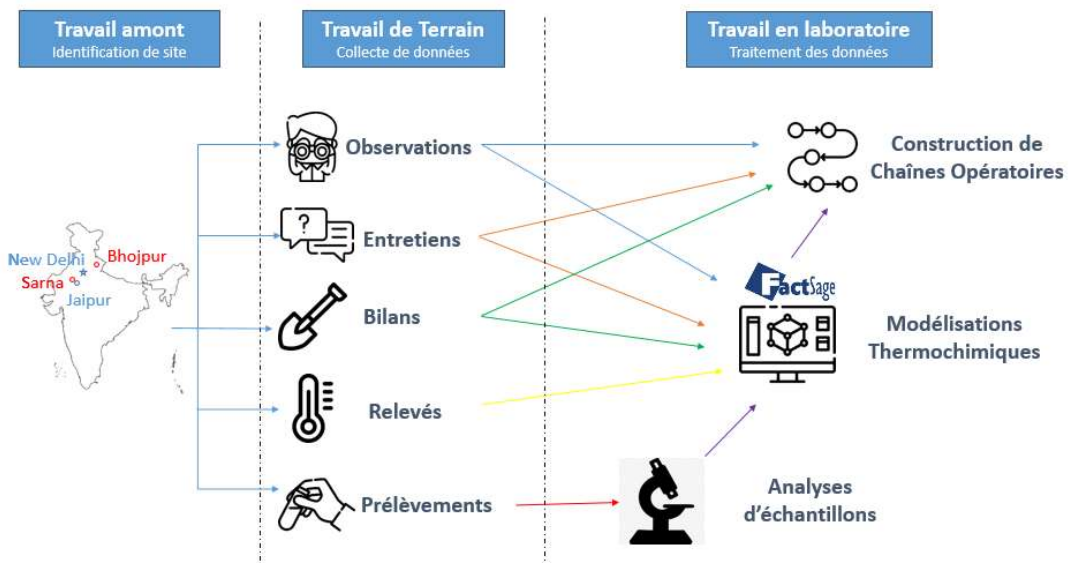 Travail amont
Identification de site
Travail de Terrain
Collecte de données
Travail en laboratoire
Traitement des données
Observations
Construction de
Chaînes Opératoires
?
Entretiens
New Delhi
Bhojpur
Sarna
Jaipur
FactSage
Bilans
Modélisations
Thermochimiques
Relevés
Prélèvements
Analyses
d'échantillons